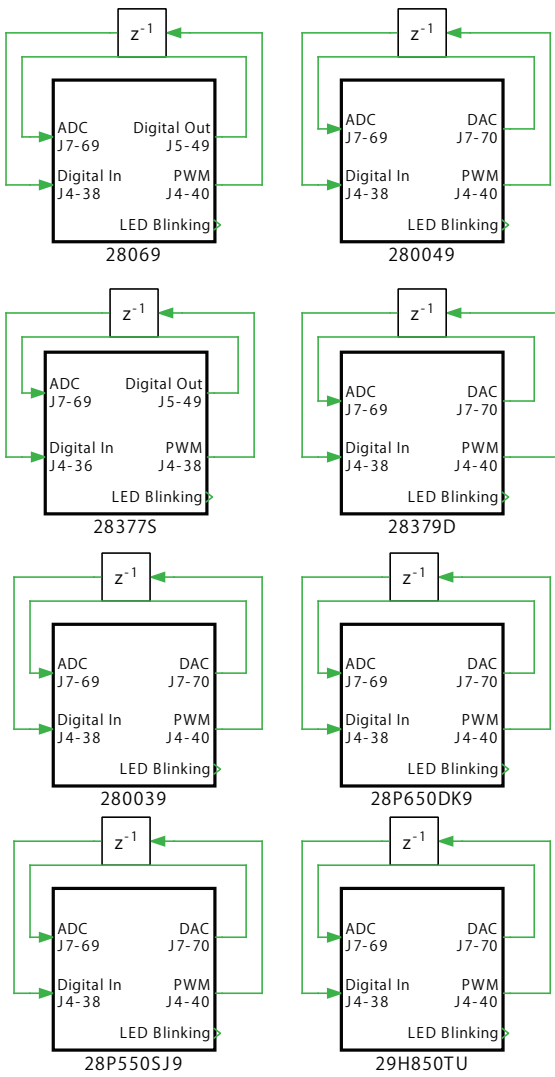 z-1
ADC
J7-69
Digital Out
J5-49
Digital In
J4-38
PWM
J4-40
LED Blinking
28069
z-1
ADC
J7-69
DAC
J7-70
Digital In
J4-38
PWM
J4-40
LED Blinking
280049
z-1
ADC
J7-69
Digital Out
J5-49
Digital In
J4-36
PWM
J4-38
LED Blinking
28377S
z-1
ADC
J7-69
DAC
J7-70
Digital In
J4-38
PWM
J4-40
LED Blinking
28379D
z-1
ADC
J7-69
DAC
J7-70
Digital In
J4-38
PWM
J4-40
LED Blinking
280039
z-1
ADC
J7-69
DAC
J7-70
Digital In
J4-38
PWM
J4-40
LED Blinking
28P650DK9
z-1
ADC
J7-69
DAC
J7-70
Digital In
J4-38
PWM
J4-40
LED Blinking
28P550SJ9
z-1
ADC
J7-69
DAC
J7-70
Digital In
J4-38
PWM
J4-40
LED Blinking
29H850TU